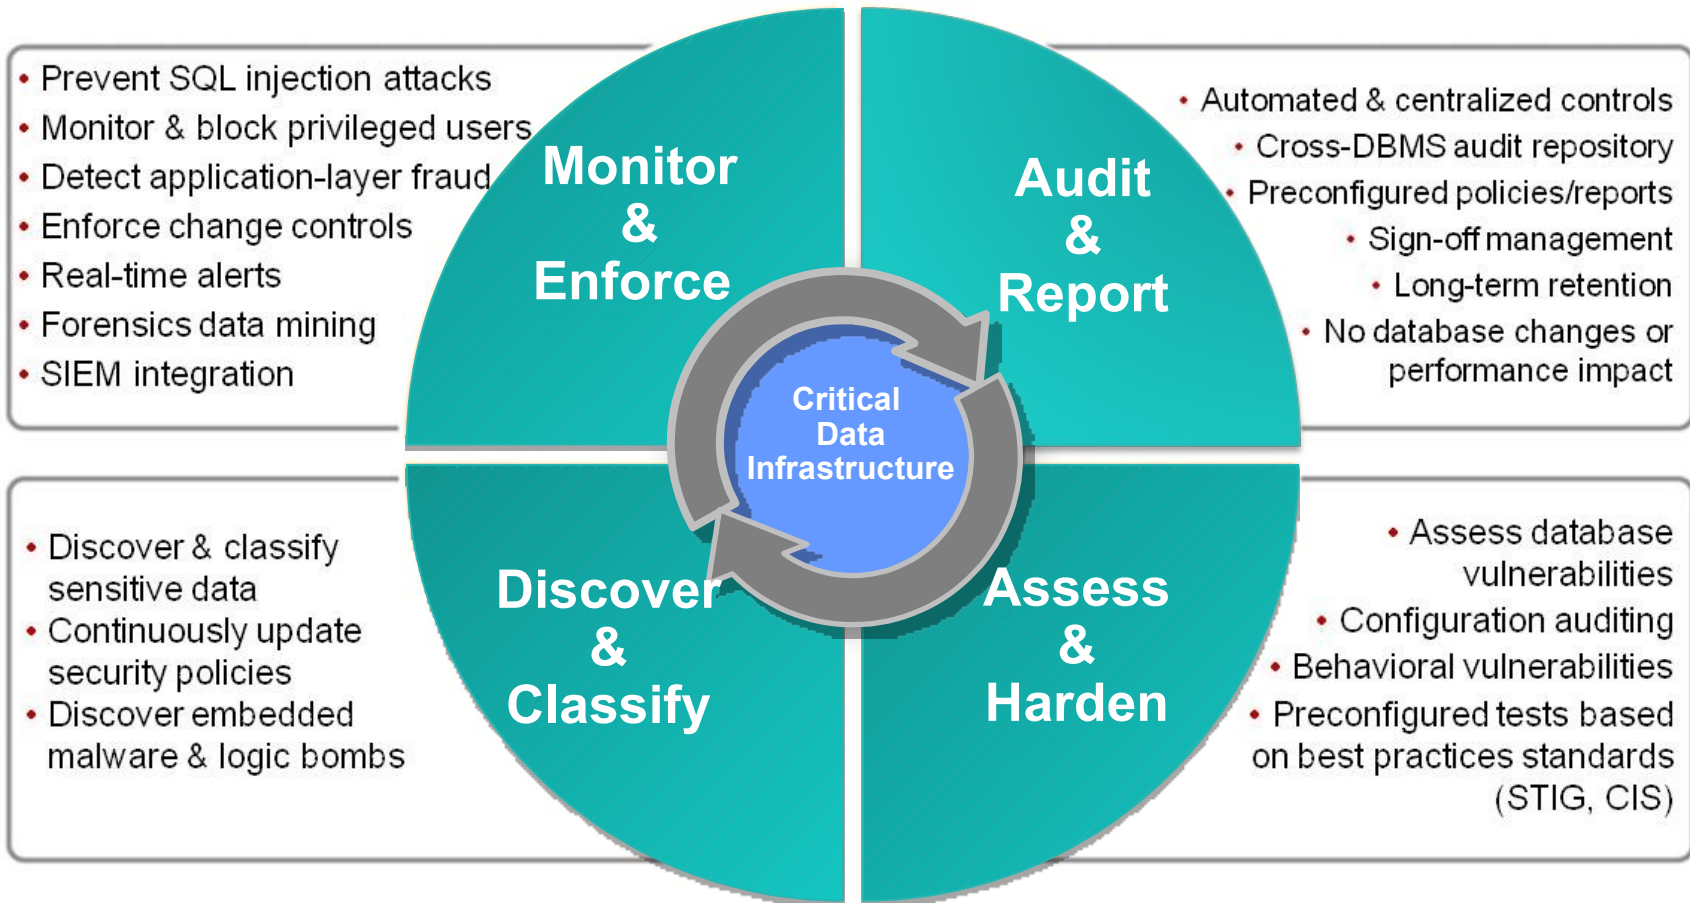 • Prevent SQL injection attacks
• Monitor & block privileged users
• Detect application-layer fraud
• Enforce change controls
• Real-time alerts
• Forensics data mining
• SIEM integration
Monitor
&
Enforce
Audit
&
Report
• Automated & centralized controls
• Cross-DBMS audit repository
• Preconfigured policies/reports
• Sign-off management
• Long-term retention
• No database changes or
performance impact
Critical
Data
Infrastructure
• Discover & classify
sensitive data
• Continuously update
security policies
• Discover embedded
malware & logic bombs
Discover
&
Classify
Assess
&
Harden
• Assess database
vulnerabilities
• Configuration auditing
• Behavioral vulnerabilities
• Preconfigured tests based
on best practices standards
(STIG, CIS)